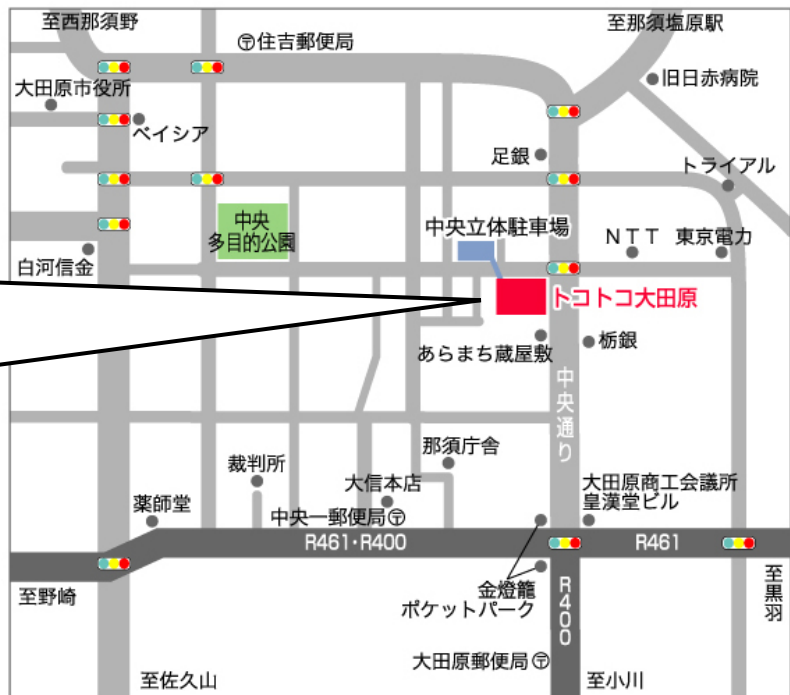 至西那須野
至那須塩原駅
〒住吉郵便局
旧日赤病院
大田原市役所
ベイシア
足銀
トライアル
中央
多目的公園
中央立体駐車場
NTT
東京電力
白河信金
トコトコ大田原
あらまち蔵屋敷
栃銀
中央通り
那須庁舎
裁判所
大信本店
大田原商工会議所
皇漢堂ビル
薬師堂
中央一郵便局〒
R461・R400
R461
至野崎
金燈籠
ポケットパーク
R400
至黒羽
大田原郵便局〒
至佐久山
至小川